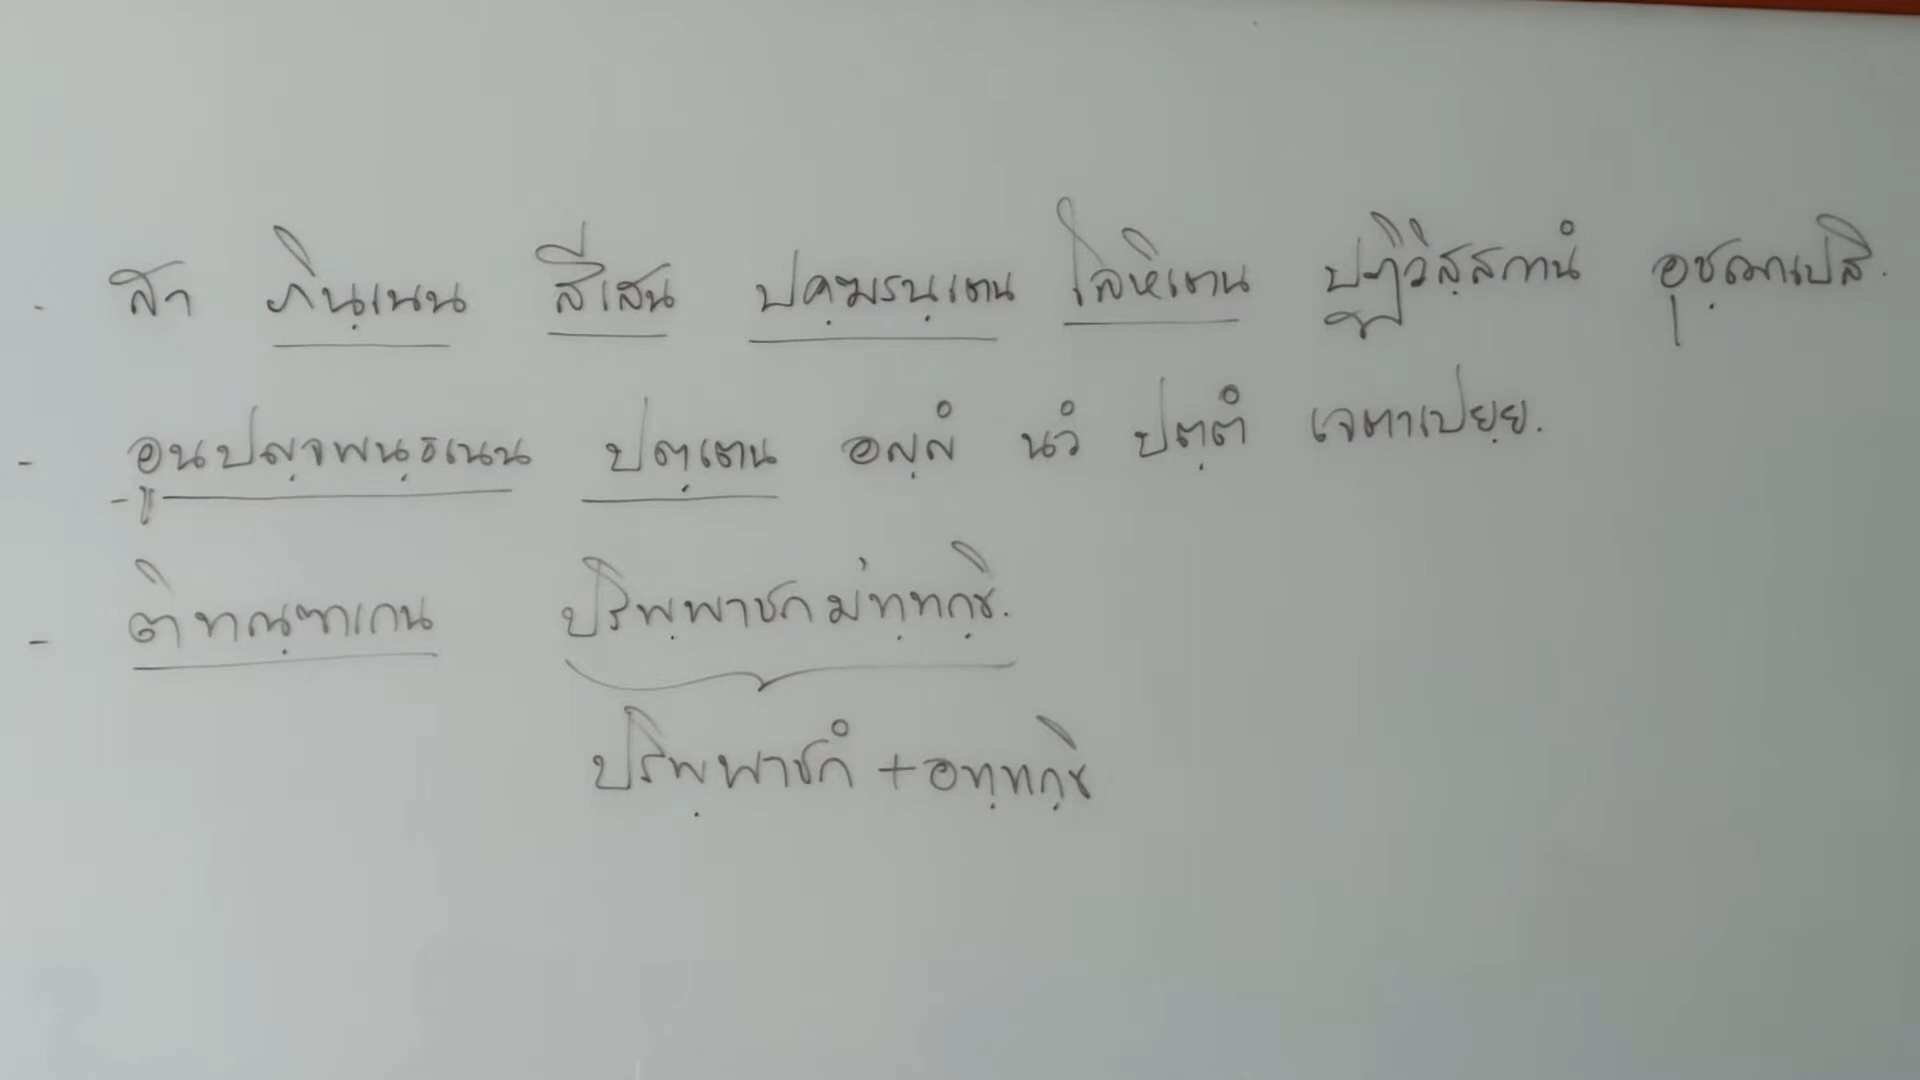 - สา ภินฺเนน สีเสน ปคฺฆรนฺเตน โลหิเตน ปฏิวิสฺสกานํ อุชฺฌาเปสิ.
- อูนปญฺจพนฺธเนน ปตฺเตน อญฺญํ นวํ ปตฺตํ เจตาเปยฺย.
- ติทณฺฑเกน ปริพฺพาชกมทฺทกฺขิ.
ปริพฺพาชกํ + อทฺทกฺขิ